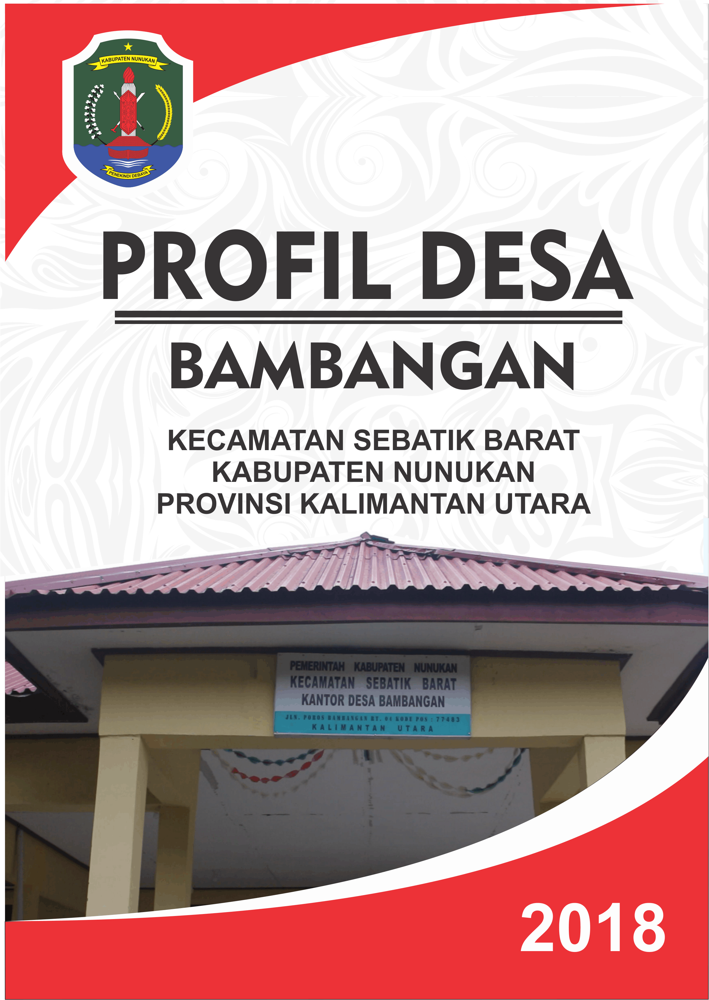 KABUPATEN NUNUKAN
PENEKINDI DEBAYA
PROFIL DESA
BAMBANGAN
KECAMATAN SEBATIK BARAT
KABUPATEN NUNUKAN
PROVINSI KALIMANTAN UTARA
PEMERINTAH KABUPATEN NUNUKAN
KECAMATAN SEBATIK BARAT
KANTOR DESA BAMBANGAN
JLN. POROS BAMBANGAN RT. 04 KODE POS : 77483
KALIMANTAN UTARA
2018